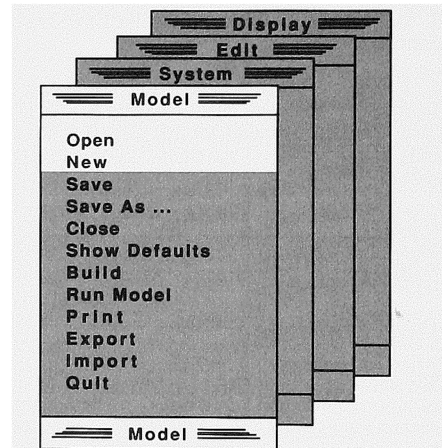 Display
Edit
System
Model
Open
New
Save
Save As ...
Close
Show Defaults
Build
Run Model
Print
Export
Import
Quit
Model